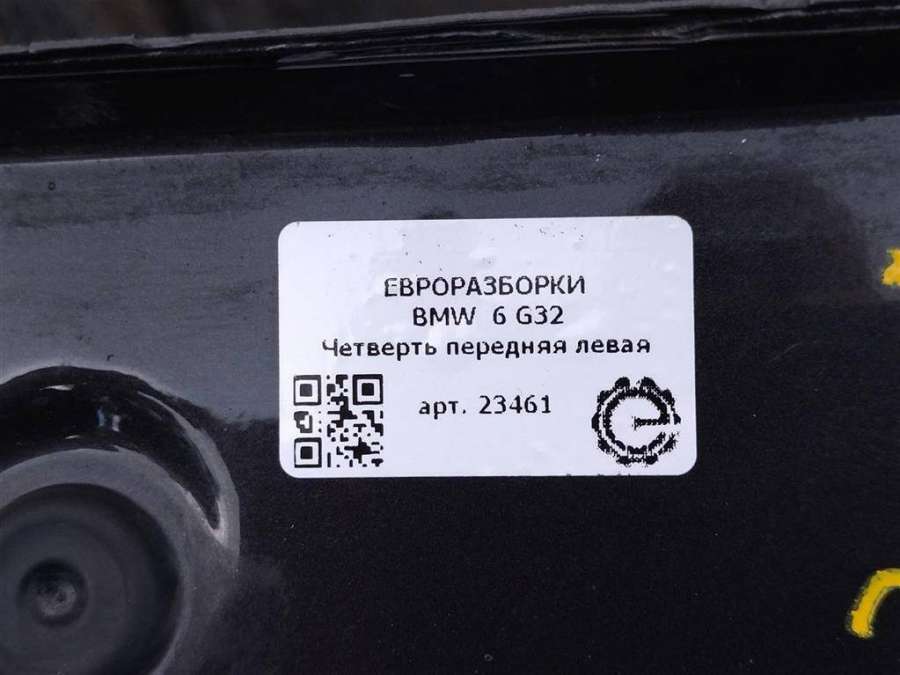 ЕВРОРАЗБОРКИ
BMW 6 G32
Четверть передняя левая
арт. 23461